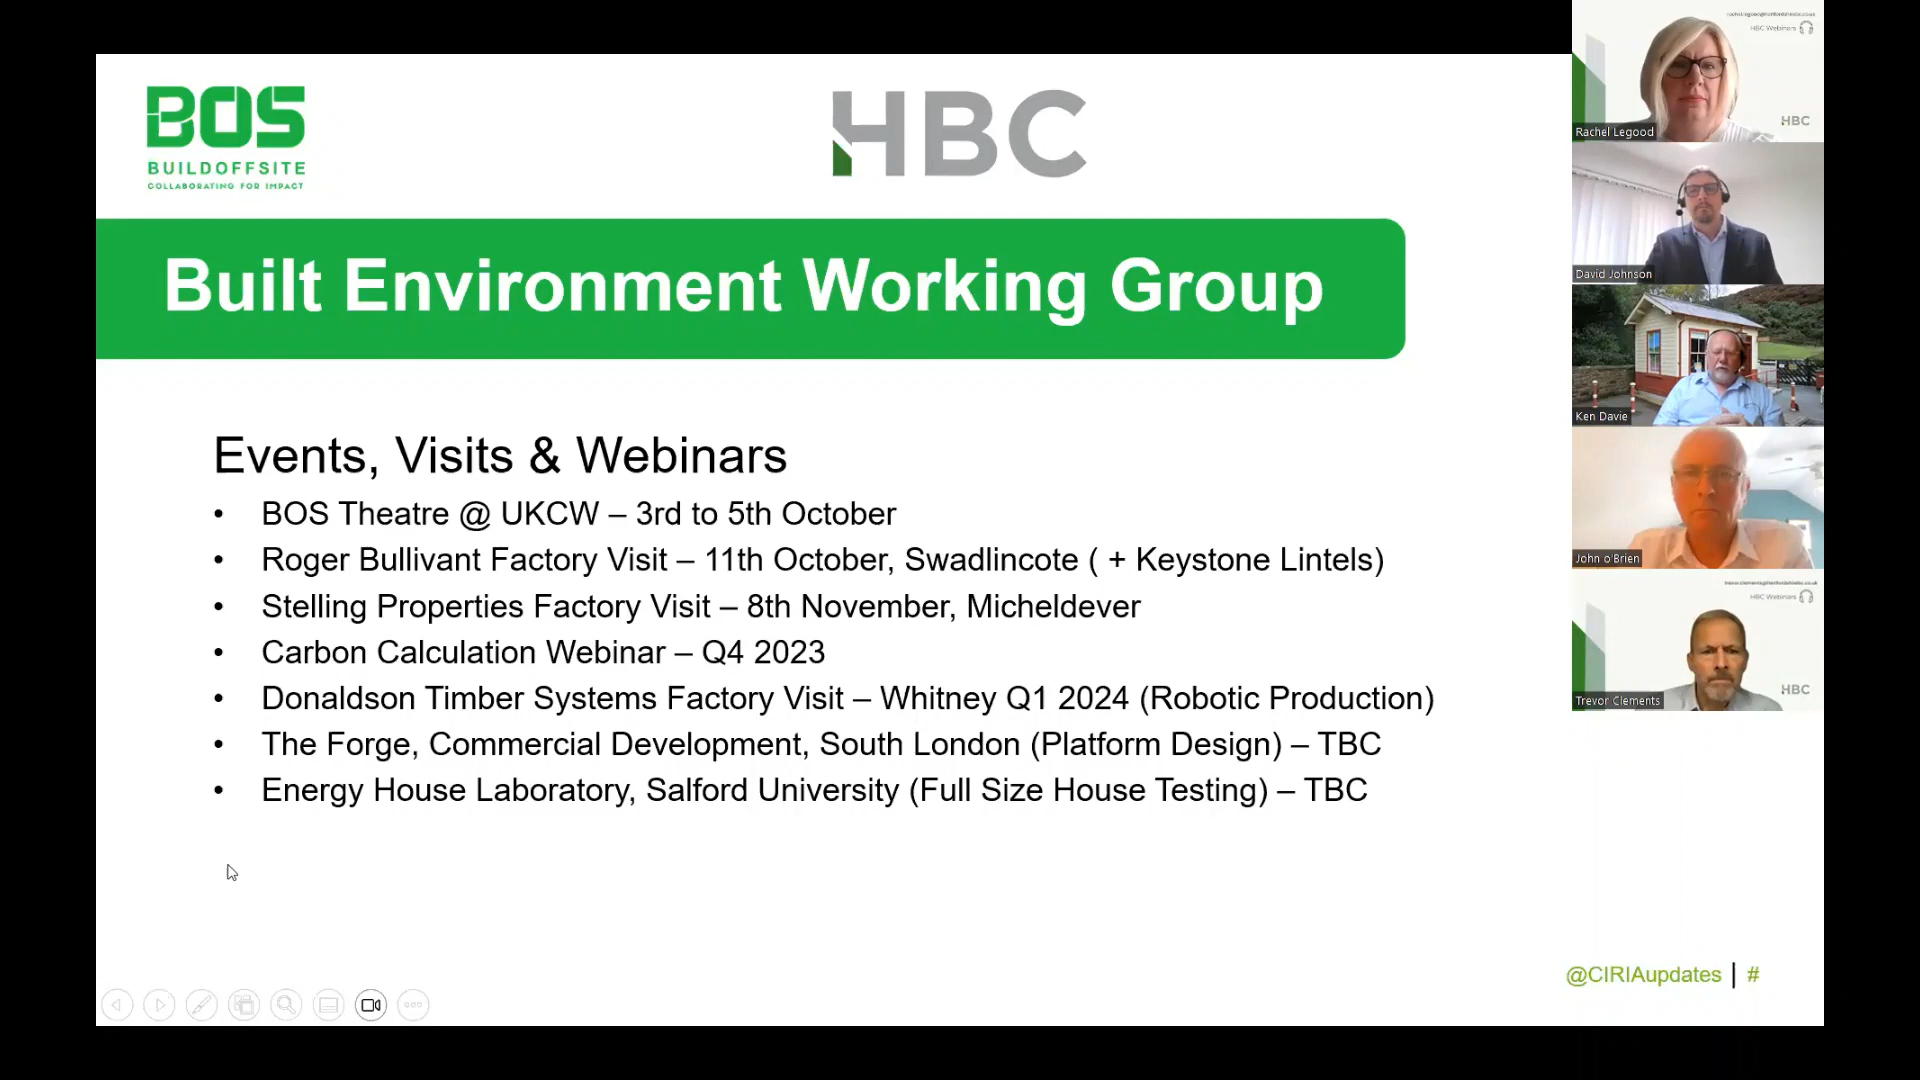 BOS
BUILDOFFSITE
COLLABORATING FOR IMPACT
HBC
Built Environment Working Group
Events, Visits & Webinars
• BOS Theatre @ UKCW – 3rd to 5th October
• Roger Bullivant Factory Visit – 11th October, Swadlincote ( + Keystone Lintels)
• Stelling Properties Factory Visit – 8th November, Micheldever
• Carbon Calculation Webinar – Q4 2023
• Donaldson Timber Systems Factory Visit – Whitney Q1 2024 (Robotic Production)
• The Forge, Commercial Development, South London (Platform Design) – TBC
• Energy House Laboratory, Salford University (Full Size House Testing) – TBC
@CIRIAupdates | #
HBC Webinars
HBC
Rachel Legood
David Johnson
Ken Davie
John o'Brien
HBC Webinars
HBC
Trevor Clements